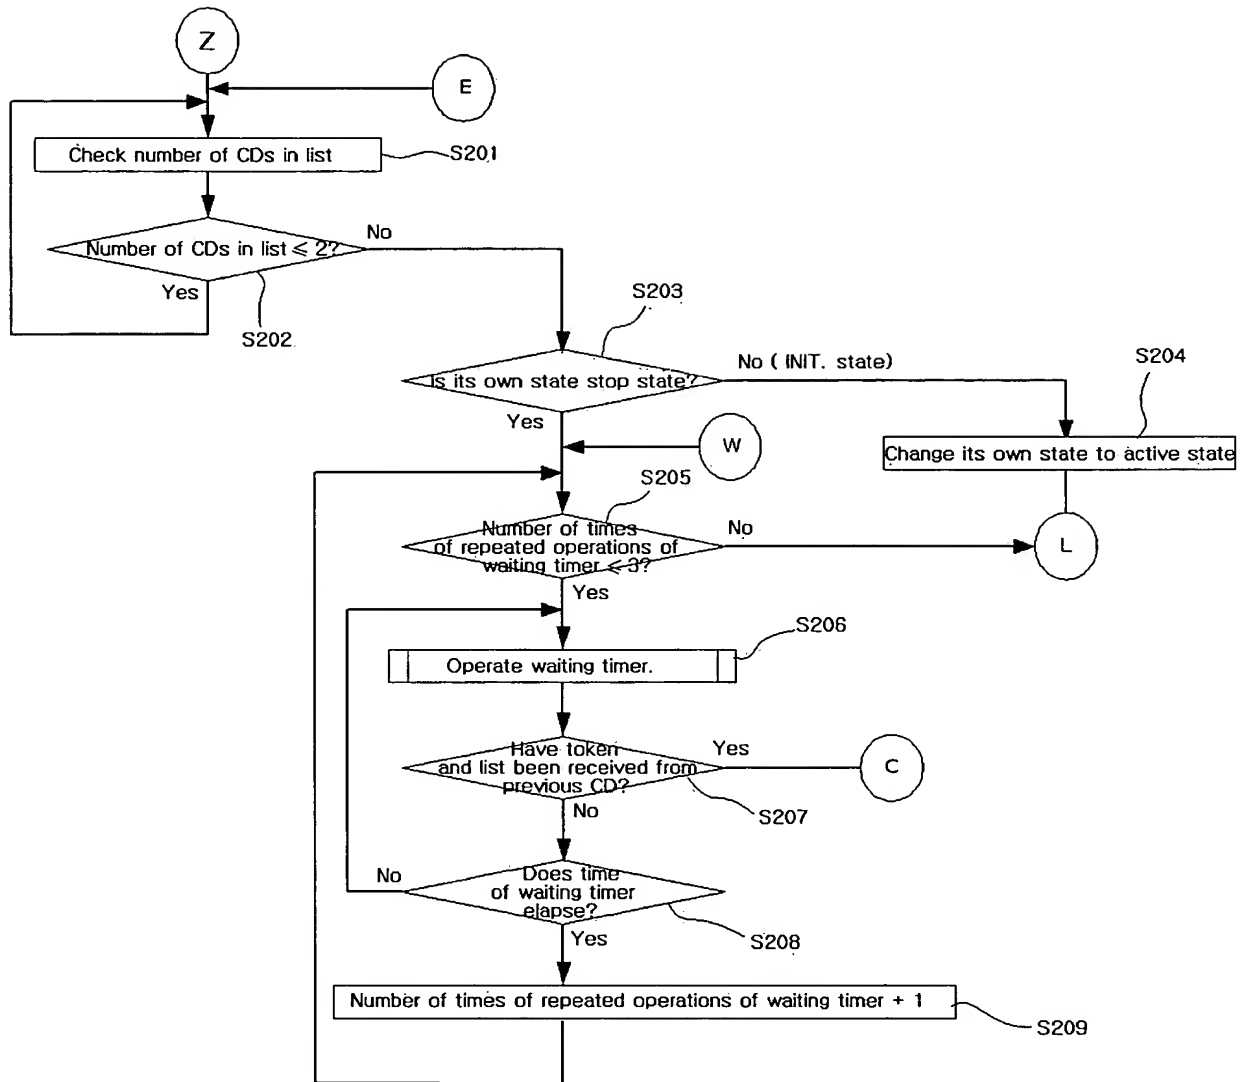 Z
E
Check number of CDs in list
S201
Number of CDs in list ≤ 2?
No
Yes
S202
S203
Is its own state stop state?
No ( INIT. state)
S204
Yes
W
Change its own state to active state
S205
Number of times
of repeated operations of
waiting timer ≤ 3?
No
L
Yes
S206
Operate waiting timer.
Have token
and list been received from
previous CD?
Yes
C
S207
No
Does time
of waiting timer
elapse?
No
S208
Yes
Number of times of repeated operations of waiting timer + 1
S209